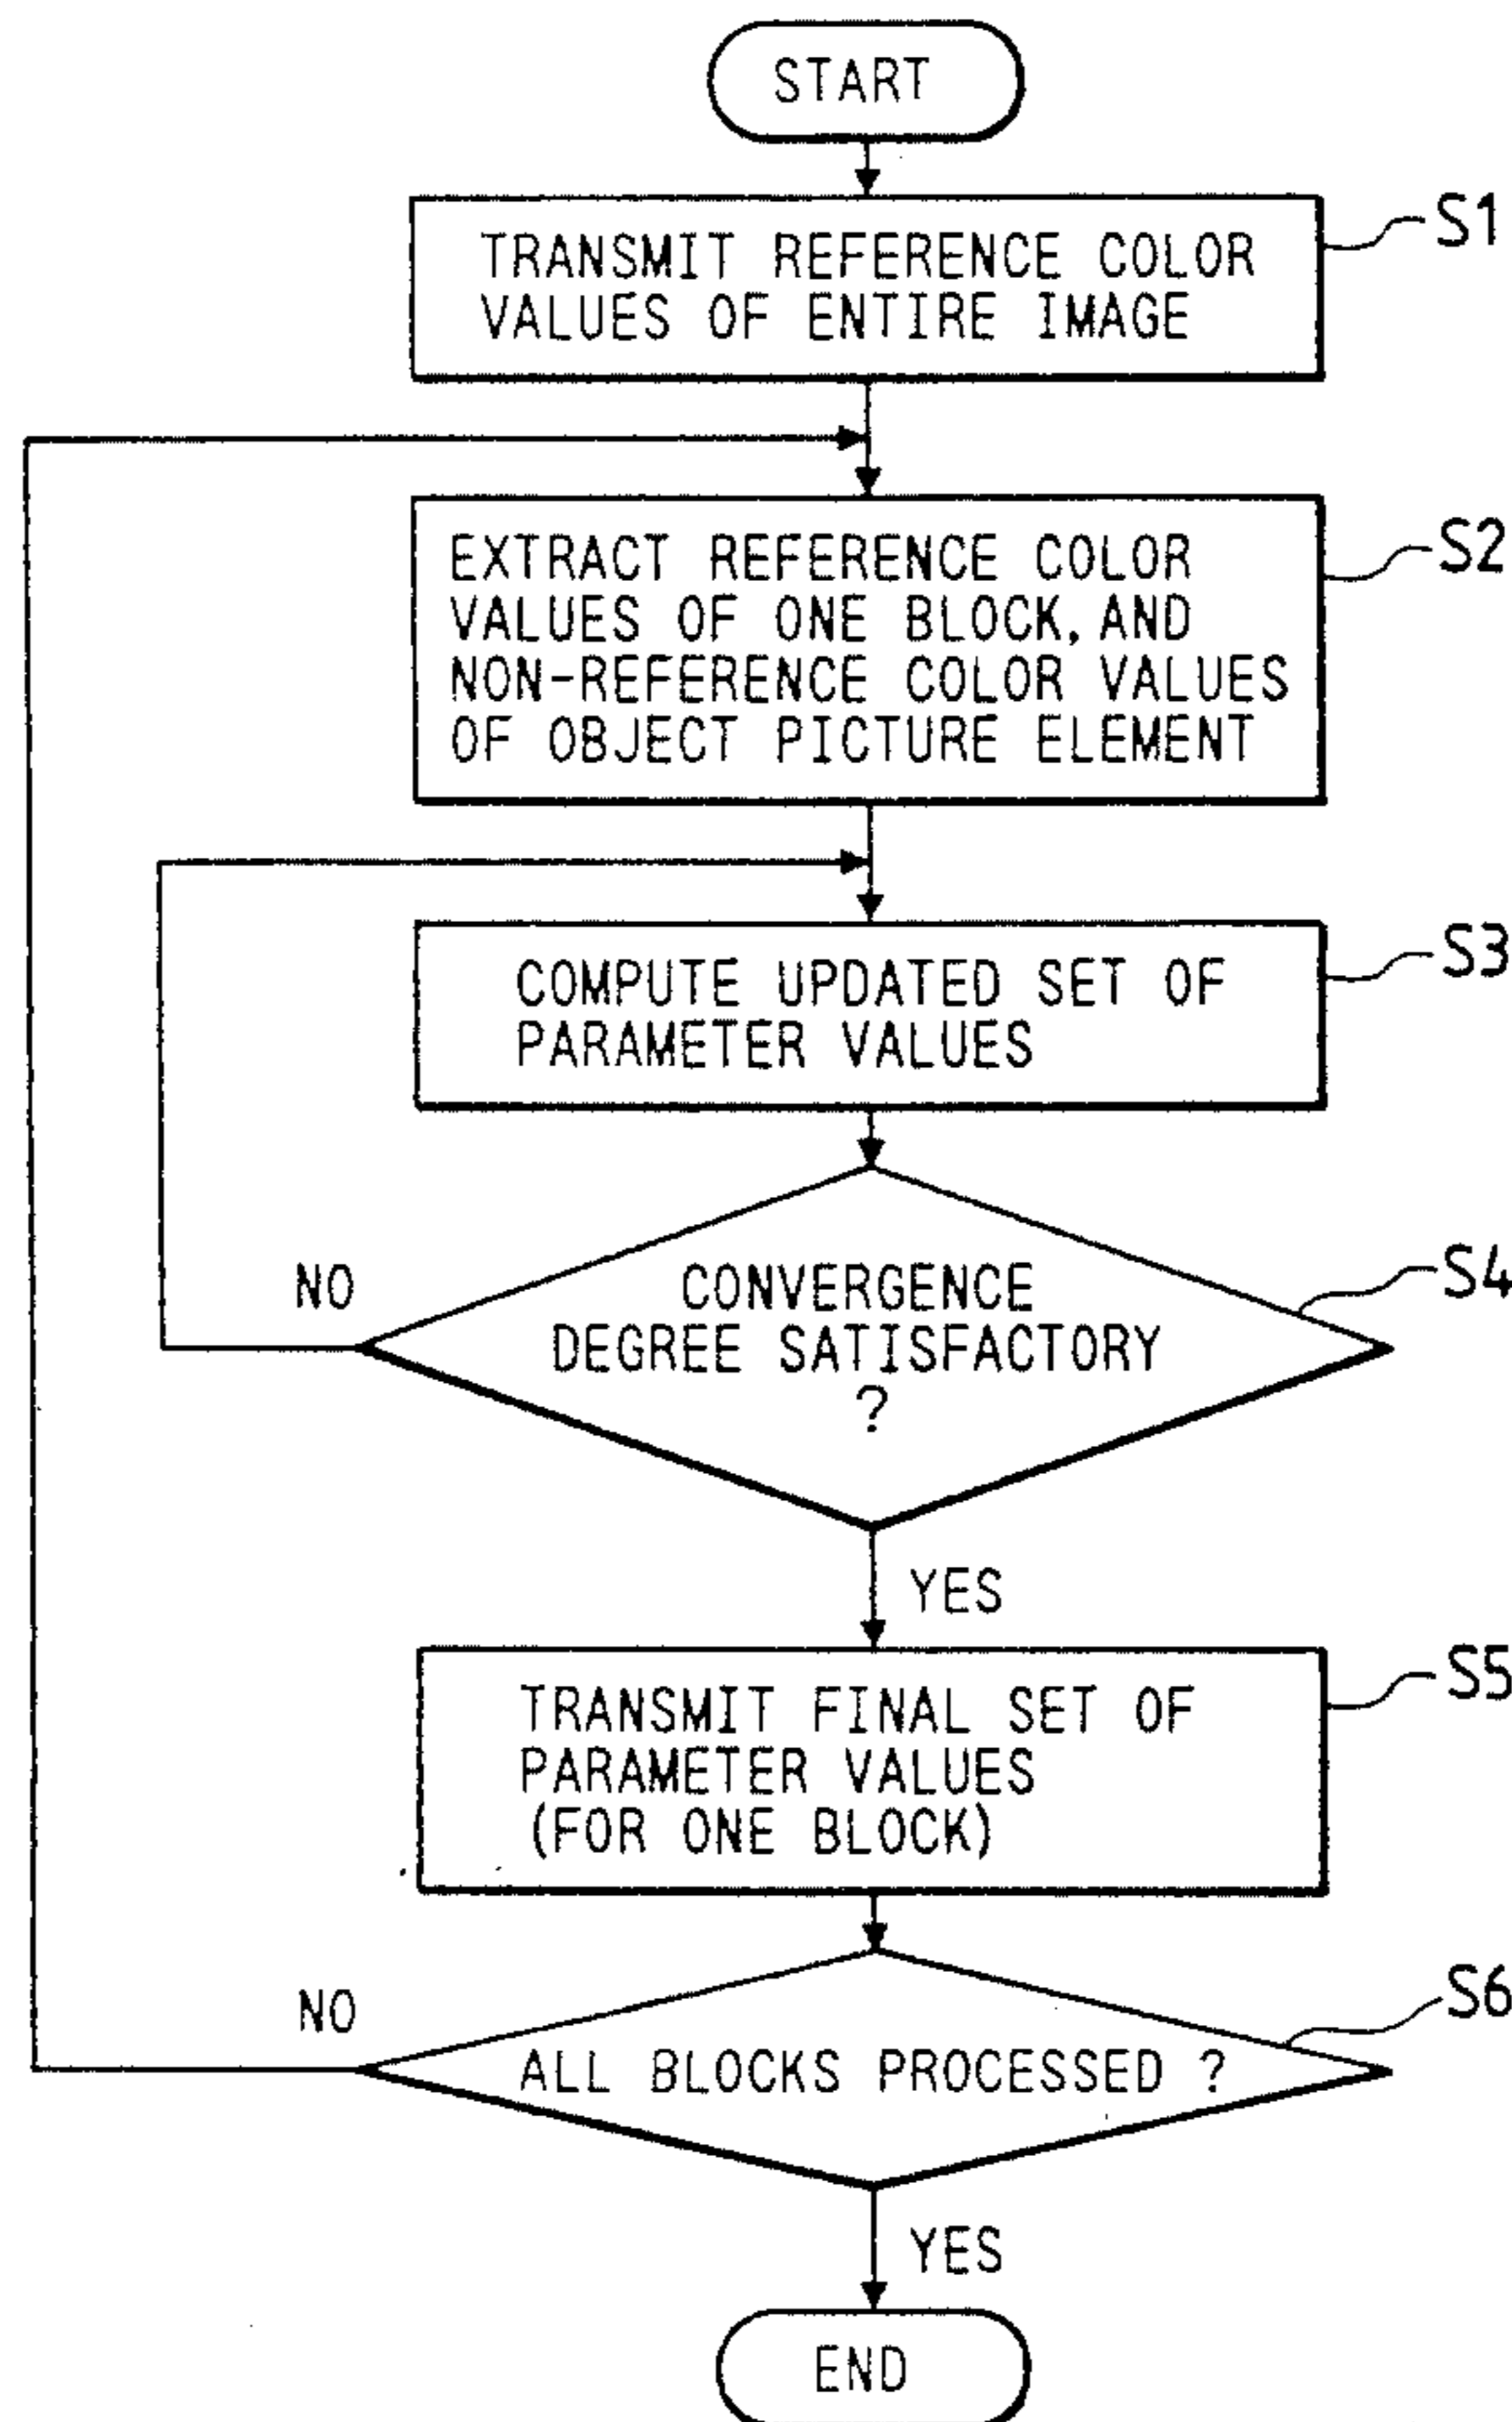 START
TRANSMIT REFERENCE COLOR
VALUES OF ENTIRE IMAGE
S1
EXTRACT REFERENCE COLOR
VALUES OF ONE BLOCK, AND
NON-REFERENCE COLOR VALUES
OF OBJECT PICTURE ELEMENT
S2
COMPUTE UPDATED SET OF
PARAMETER VALUES
S3
CONVERGENCE
DEGREE SATISFACTORY
?
S4
NO
YES
TRANSMIT FINAL SET OF
PARAMETER VALUES
(FOR ONE BLOCK)
S5
ALL BLOCKS PROCESSED ?
S6
NO
YES
END